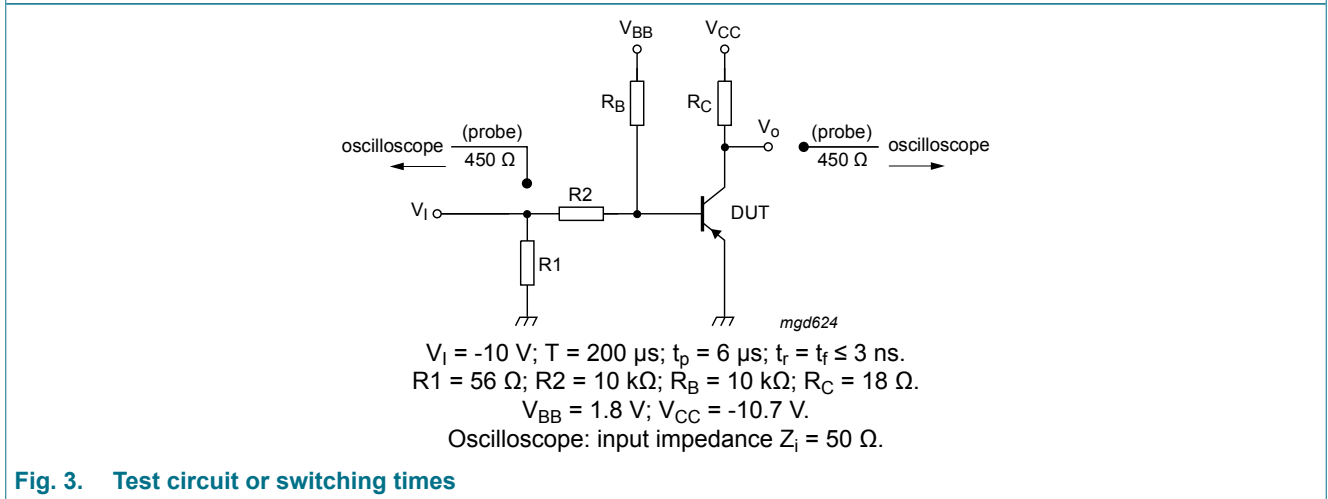 V_BB V_CC
R_B R_C
oscilloscope (probe) 450 Ω
V_o (probe) 450 Ω oscilloscope
R2
V_I DUT
R1
mgd624
V_I = -10 V; T = 200 µs; t_p = 6 µs; t_r = t_f ≤ 3 ns.
R1 = 56 Ω; R2 = 10 kΩ; R_B = 10 kΩ; R_C = 18 Ω.
V_BB = 1.8 V; V_CC = -10.7 V.
Oscilloscope: input impedance Z_i = 50 Ω.
Fig. 3. Test circuit or switching times